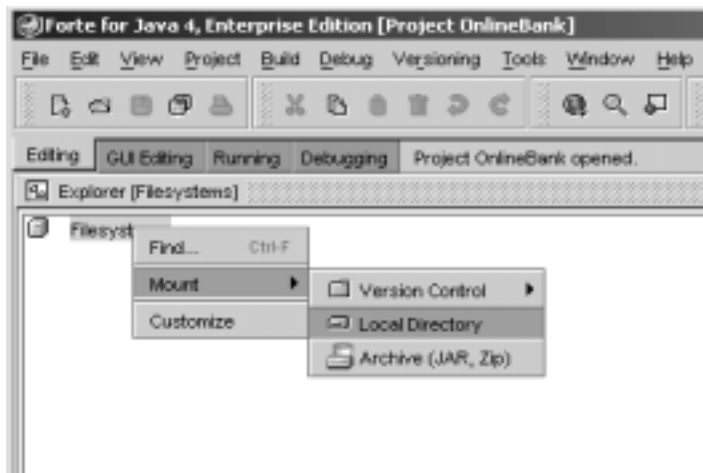 Forte for Java 4, Enterprise Edition [Project OnlineBank]
File Edit View Project Build Debug Versioning Tools Window Help
Editing GUI Editing Running Debugging Project OnlineBank opened.
Explorer [Filesystems]
Filesyst
Find... Ctrl-F
Mount
Version Control
Customize
Local Directory
Archive (JAR, Zip)